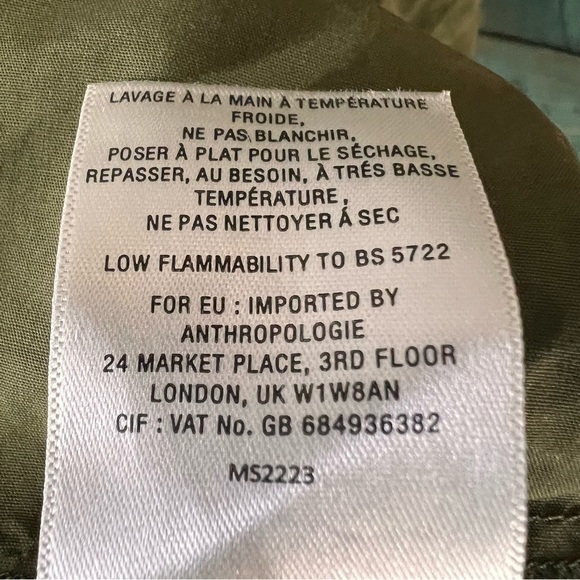 LAVAGE À LA MAIN À TEMPÉRATURE
FROIDE,
NE PAS BLANCHIR,
POSER À PLAT POUR LE SÉCHAGE,
REPASSER, AU BESOIN, À TRÉS BASSE
TEMPÉRATURE,
NE PAS NETTOYER Á SEC
LOW FLAMMABILITY TO BS 5722
FOR EU : IMPORTED BY
ANTHROPOLOGIE
24 MARKET PLACE, 3RD FLOOR
LONDON, UK W1W8AN
CIF : VAT No. GB 684936382
MS2223